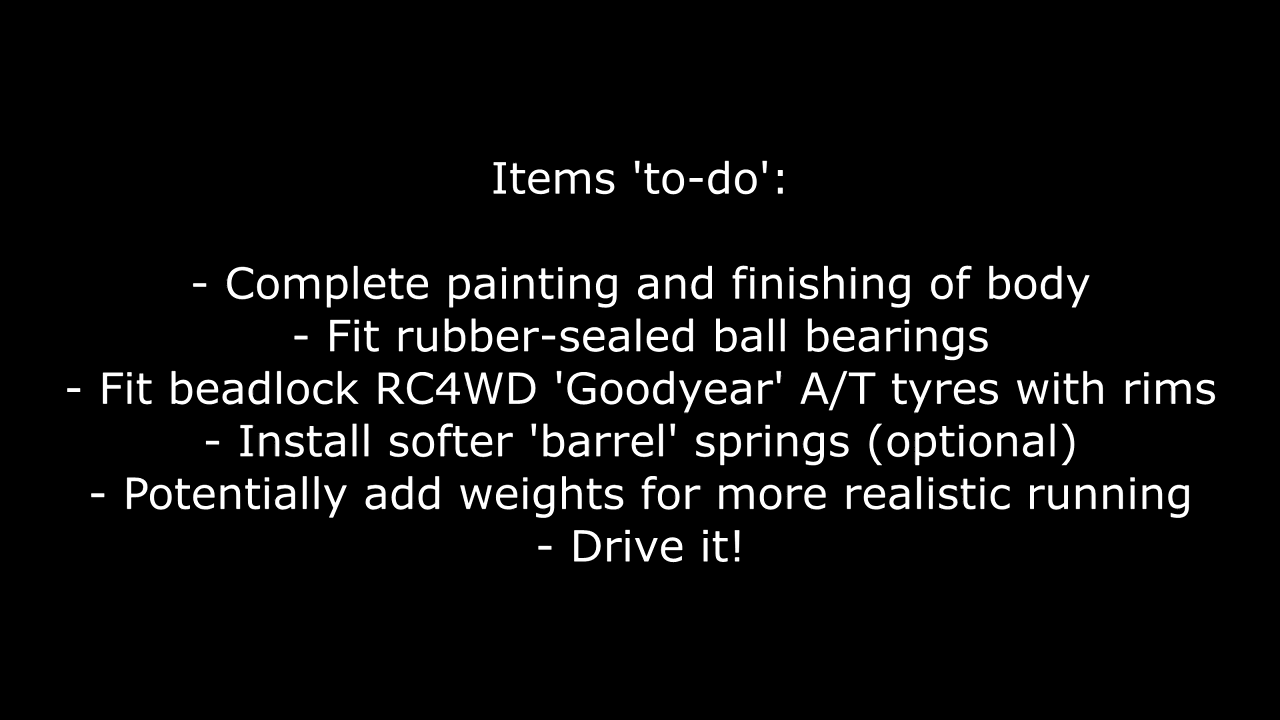 Items 'to-do':
- Complete painting and finishing of body
- Fit rubber-sealed ball bearings
- Fit beadlock RC4WD 'Goodyear' A/T tyres with rims
- Install softer 'barrel' springs (optional)
- Potentially add weights for more realistic running
- Drive it!